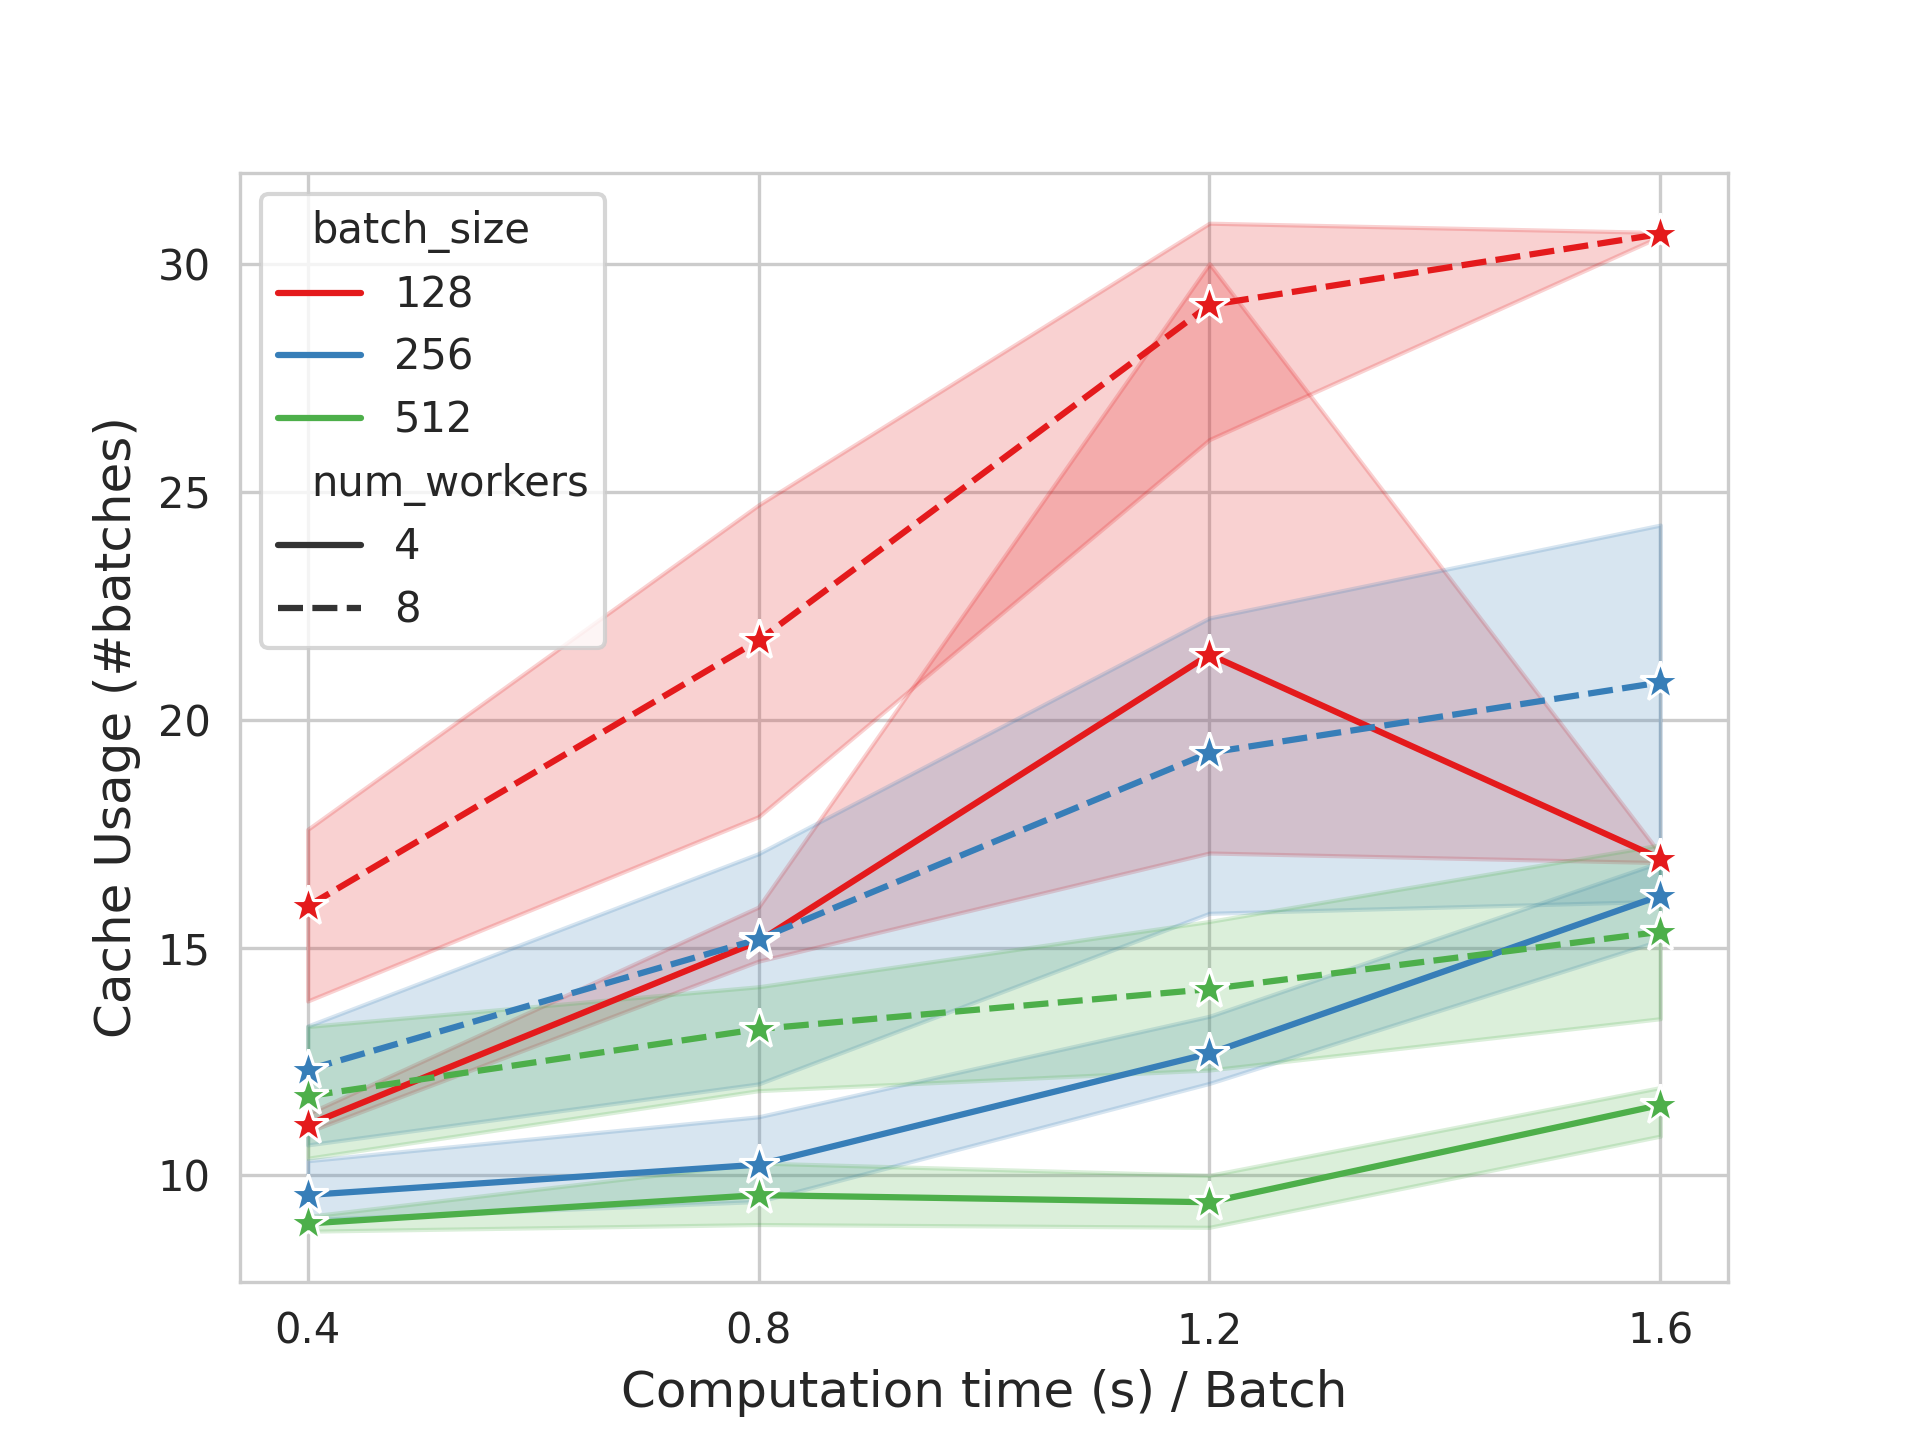 batch_size
128
256
512
num_workers
4
8
30
25
20
15
10
Cache Usage (#batches)
0.4 0.8 1.2 1.6
Computation time (s) / Batch